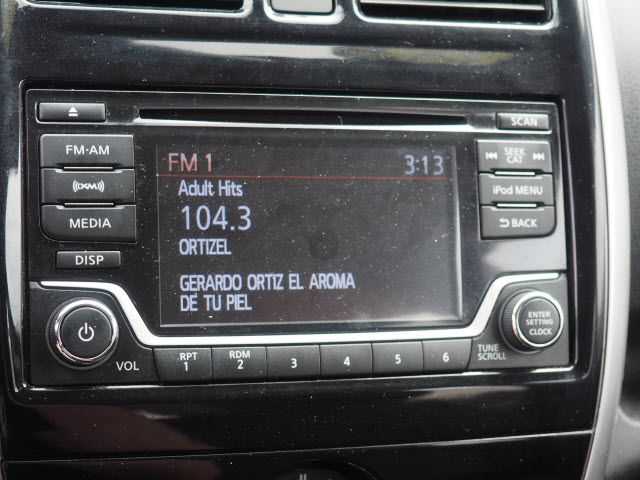 SCAN
FM·AM
((XM))
MEDIA
DISP
FM 1 3:13
Adult Hits
104.3
ORTIZEL
GERARDO ORTIZ EL AROMA
DE TU PIEL
SEEK
CAT
iPod MENU
BACK
VOL
RPT
1
RDM
2
3
4
5
6
TUNE
SCROLL
ENTER
SETTING
CLOCK